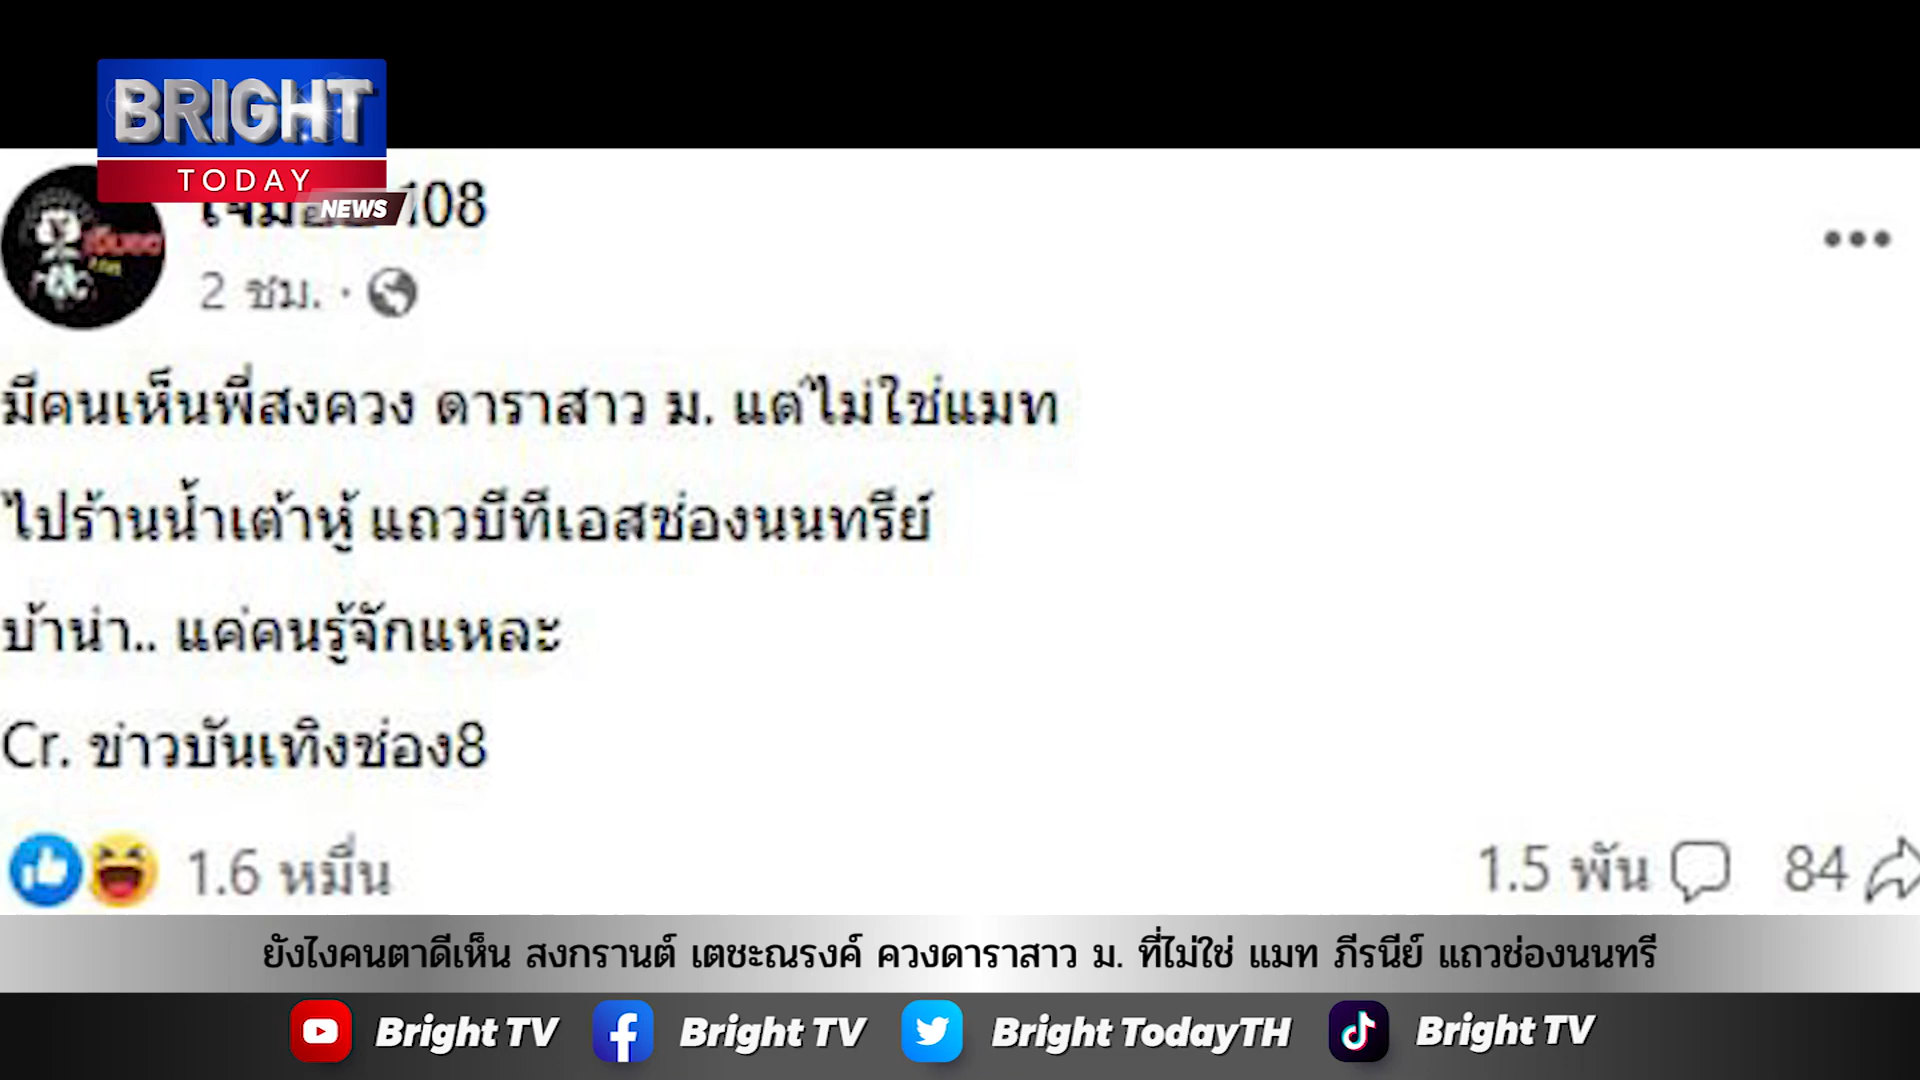 BRIGHT
TODAY
NEWS
108
2 ชม.
มีคนเห็นพี่สงควง ดาราสาว ม. แต่ไม่ใช่แมท
ไปร้านน้ำเต้าหู้ แถวบีทีเอสช่องนนทรีย์
บ้าน่า.. แค่คนรู้จักแหละ
Cr. ข่าวบันเทิงช่อง8
1.6 หมื่น 1.5 พัน 84
ยังไงคนตาดีเห็น สงกรานต์ เตชะณรงค์ ควงดาราสาว ม. ที่ไม่ใช่ แมท ภีรนีย์ แถวช่องนนทรี
Bright TV Bright TV Bright TodayTH Bright TV